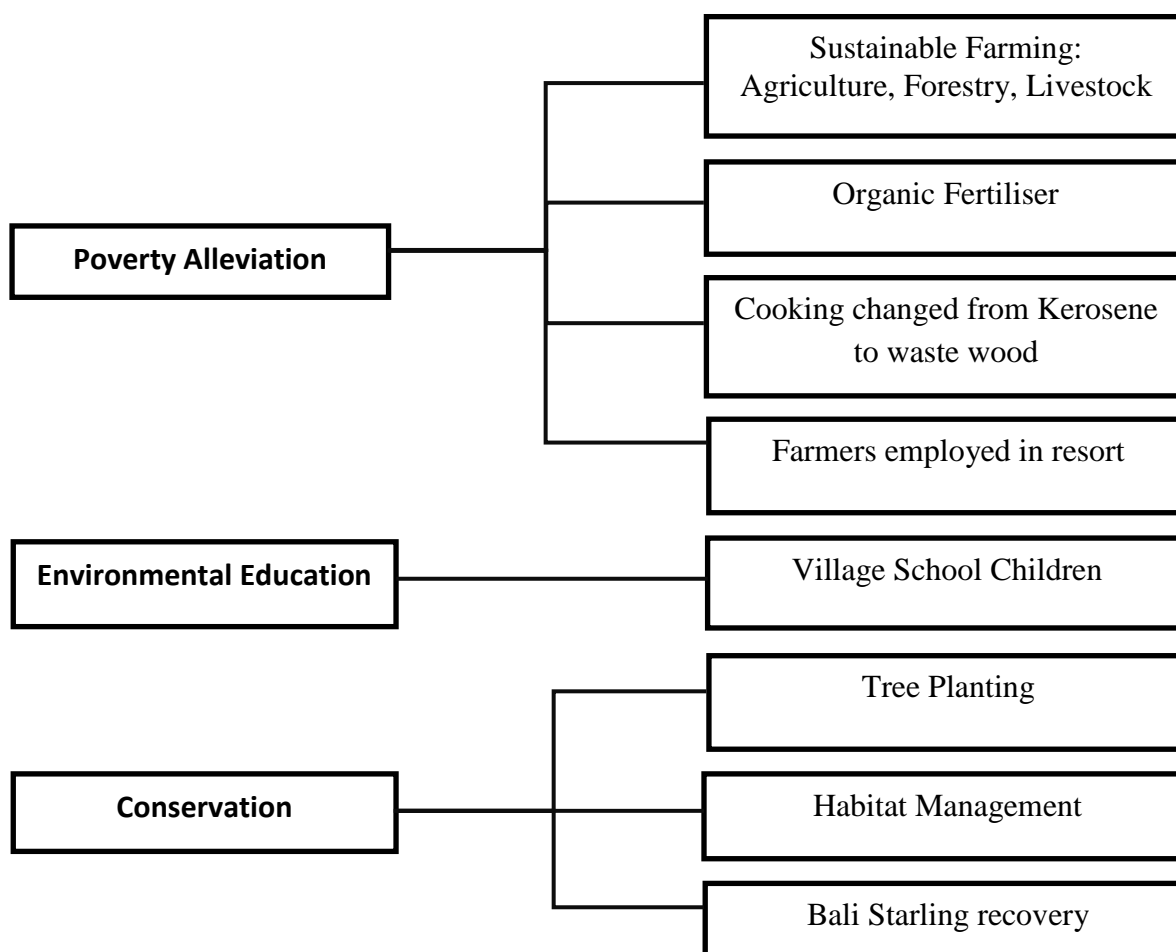 Poverty Alleviation
Sustainable Farming:
Agriculture, Forestry, Livestock
Organic Fertiliser
Cooking changed from Kerosene
to waste wood
Farmers employed in resort
Environmental Education
Village School Children
Conservation
Tree Planting
Habitat Management
Bali Starling recovery